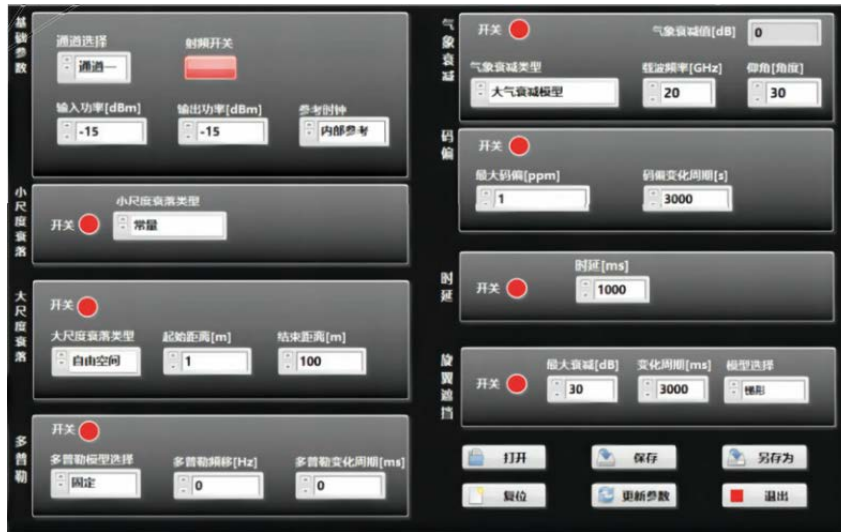 基础参数
通道选择
射频开关
通道一
输入功率[dBm]
输出功率[dBm]
参考时钟
-15
-15
内部参考
小尺度衰落
小尺度衰落类型
开关
常量
大尺度衰落
开关
大尺度衰落类型
起始距离[m]
结束距离[m]
自由空间
1
100
多普勒
开关
多普勒模型选择
多普勒频移[Hz]
多普勒变化周期[ms]
固定
0
0
气象衰减
开关
气象衰减值[dB]
0
气象衰减类型
载波频率[GHz]
仰角[角度]
大气衰减模型
20
30
码偏
开关
最大码偏[ppm]
码偏变化周期[s]
1
3000
时延
时延[ms]
开关
1000
旋翼遮挡
最大衰减[dB]
变化周期[ms]
模型选择
开关
30
3000
梯形
打开
保存
另存为
复位
更新参数
退出